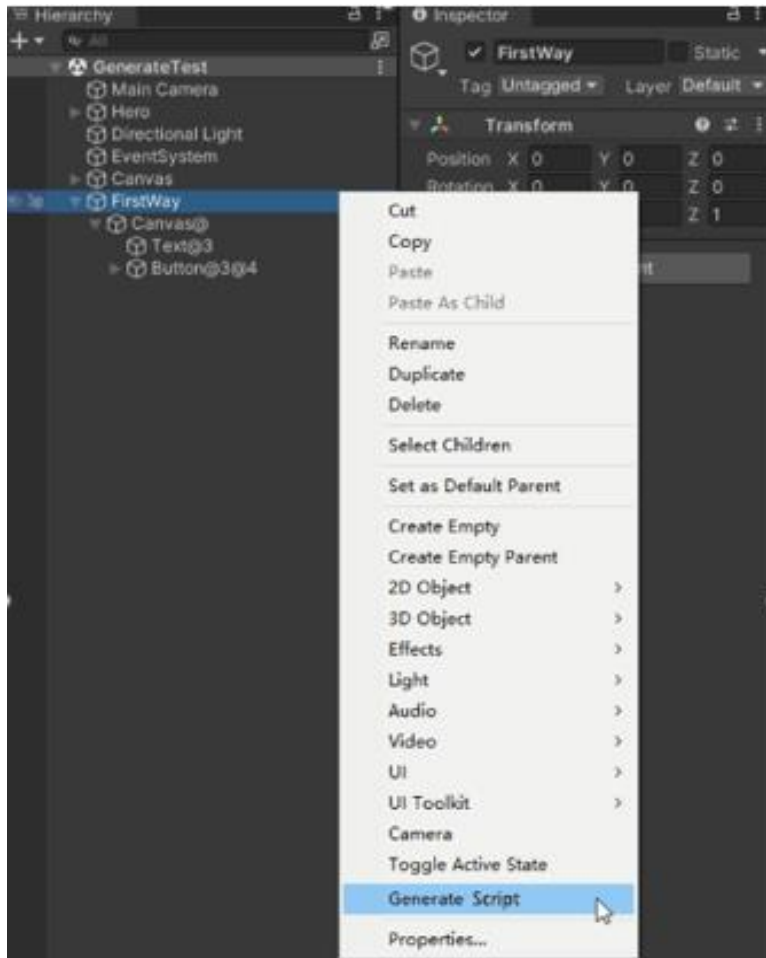 Hierarchy
All
GenerateTest
Main Camera
Hero
Directional Light
EventSystem
Canvas
FirstWay
Canvas@
Text@3
Button@3@4
Inspector
FirstWay Static
Tag Untagged Layer Default
Transform
Position X 0 Y 0 Z 0
Rotation X 0 Y 0 Z 0
Z 1
Cut
Copy
Paste
Paste As Child
Rename
Duplicate
Delete
Select Children
Set as Default Parent
Create Empty
Create Empty Parent
2D Object
3D Object
Effects
Light
Audio
Video
UI
UI Toolkit
Camera
Toggle Active State
Generate Script
Properties...